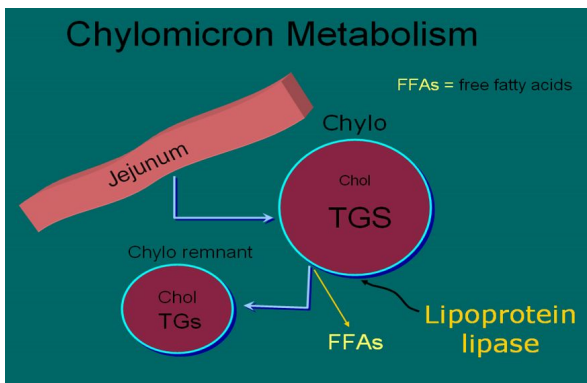 Chylomicron Metabolism
FFAs = free fatty acids
Jejunum
Chylo
Chol
TGS
Chylo remnant
Chol
TGs
FFAs
Lipoprotein
lipase